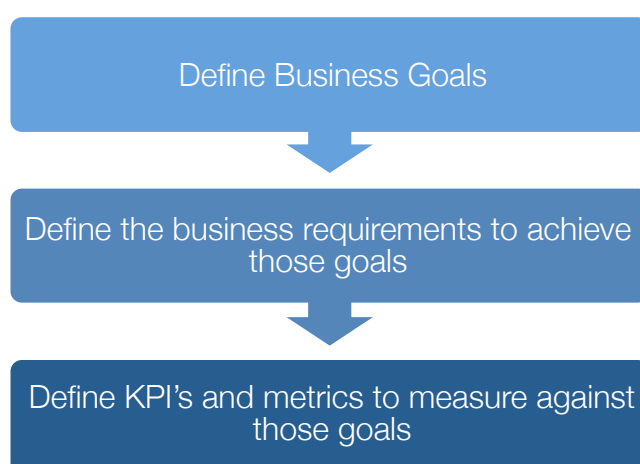 Define Business Goals
Define the business requirements to achieve
those goals
Define KPI’s and metrics to measure against
those goals